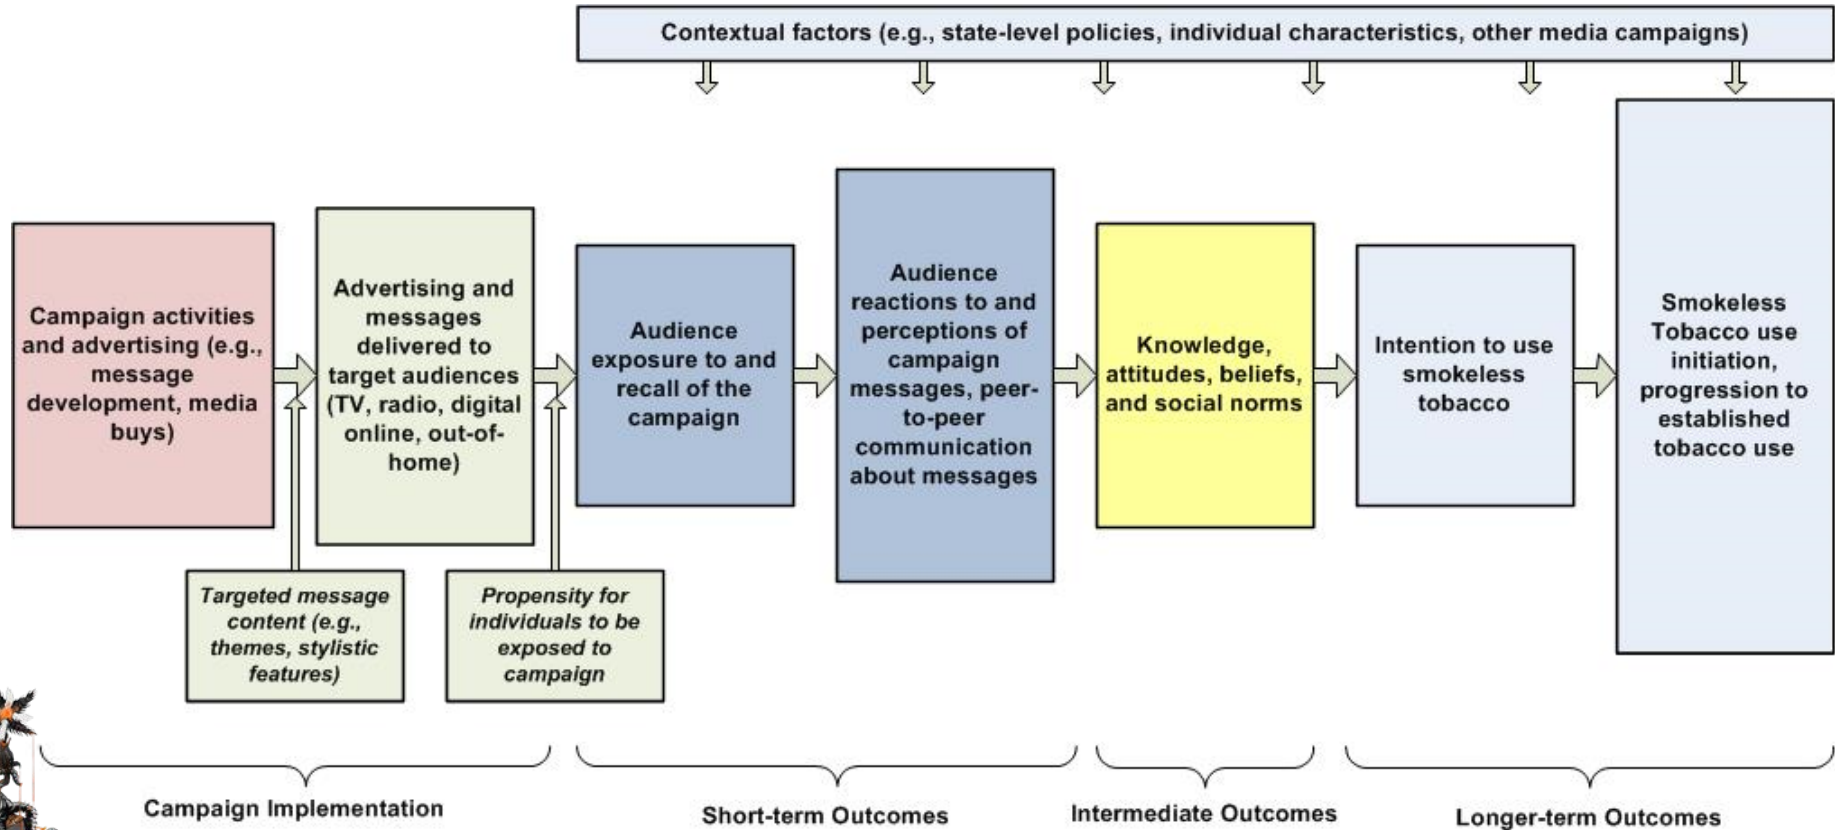 Contextual factors (e.g., state-level policies, individual characteristics, other media campaigns)
Campaign activities
and advertising (e.g.,
message
development, media
buys)
Advertising and
messages
delivered to
target audiences
(TV, radio, digital
online, out-of-
home)
Audience
exposure to and
recall of the
campaign
Audience
reactions to and
perceptions of
campaign
messages, peer-
to-peer
communication
about messages
Knowledge,
attitudes, beliefs,
and social norms
Intention to use
smokeless
tobacco
Smokeless
Tobacco use
initiation,
progression to
established
tobacco use
Targeted message
content (e.g.,
themes, stylistic
features)
Propensity for
individuals to be
exposed to
campaign
Campaign Implementation
Short-term Outcomes
Intermediate Outcomes
Longer-term Outcomes